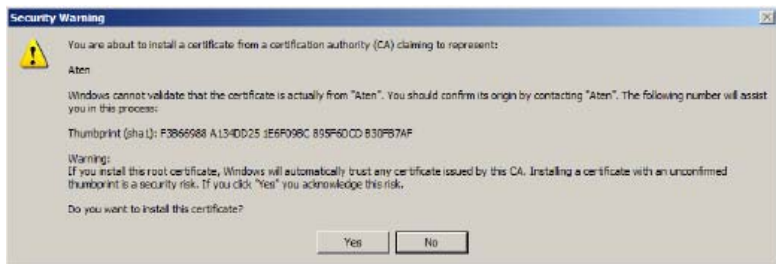 Security Warning
You are about to install a certificate from a certification authority (CA) claiming to represent:
Aten
Windows cannot validate that the certificate is actually from "Aten". You should confirm its origin by contacting "Aten". The following number will assist
you in this process:
Thumbprint (sha1): F3B66988 A134DD25 1E6F09BC 895F6DCD B30FB7AF
Warning:
If you install this root certificate, Windows will automatically trust any certificate issued by this CA. Installing a certificate with an unconfirmed
thumbprint is a security risk. If you click "Yes" you acknowledge this risk.
Do you want to install this certificate?
Yes No